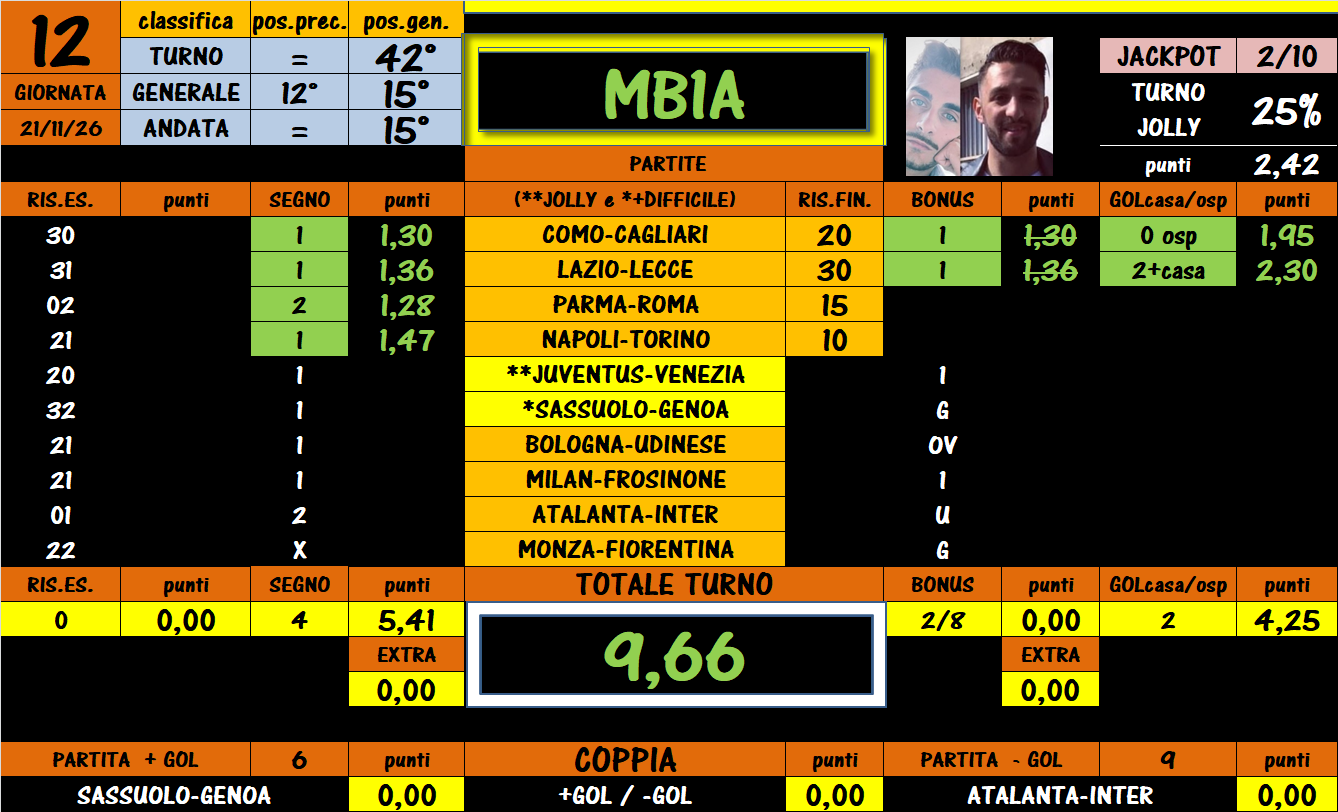 12 classifica pos.prec. pos.gen.
TURNO = 42° MB1A JACKPOT 2/10
GIORNATA GENERALE 12° 15° TURNO JOLLY 25%
21/11/26 ANDATA = 15°
PARTITE punti 2,42
RIS.ES. punti SEGNO punti (**JOLLY e *+DIFFICILE) RIS.FIN. BONUS punti GOLcasa/osp punti
30 1 1,30 COMO-CAGLIARI 20 1 1,30 0 osp 1,95
31 1 1,36 LAZIO-LECCE 30 1 1,36 2+casa 2,30
02 2 1,28 PARMA-ROMA 15
21 1 1,47 NAPOLI-TORINO 10
20 1 **JUVENTUS-VENEZIA 1
32 1 *SASSUOLO-GENOA G
21 1 BOLOGNA-UDINESE OV
21 1 MILAN-FROSINONE 1
01 2 ATALANTA-INTER U
22 X MONZA-FIORENTINA G
RIS.ES. punti SEGNO punti TOTALE TURNO BONUS punti GOLcasa/osp punti
0 0,00 4 5,41 9,66 2/8 0,00 2 4,25
EXTRA EXTRA
0,00 0,00
PARTITA + GOL 6 punti COPPIA punti PARTITA - GOL 9 punti
SASSUOLO-GENOA 0,00 +GOL / -GOL 0,00 ATALANTA-INTER 0,00